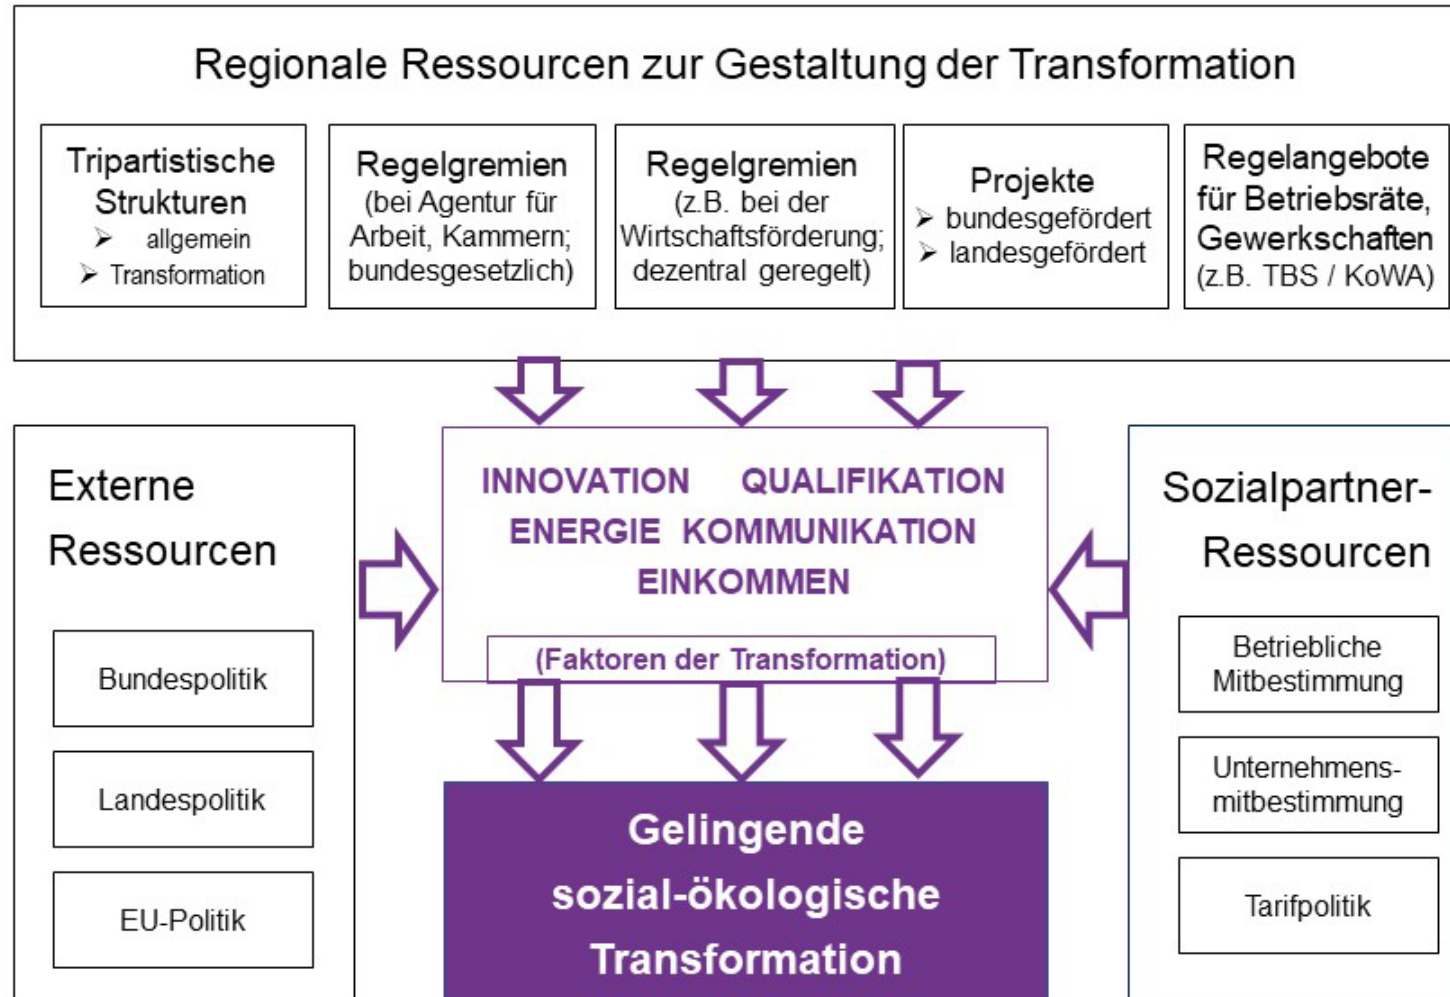 Regionale Ressourcen zur Gestaltung der Transformation
Tripartistische
Strukturen
➢ allgemein
➢ Transformation
Regelgremien
(bei Agentur für
Arbeit, Kammern;
bundesgesetzlich)
Regelgremien
(z.B. bei der
Wirtschaftsförderung;
dezentral geregelt)
Projekte
➢ bundesgefördert
➢ landesgefördert
Regelangebote
für Betriebsräte,
Gewerkschaften
(z.B. TBS / KoWA)
Externe
Ressourcen
Bundespolitik
Landespolitik
EU-Politik
INNOVATION QUALIFIKATION
ENERGIE KOMMUNIKATION
EINKOMMEN
(Faktoren der Transformation)
Gelingende
sozial-ökologische
Transformation
Sozialpartner-
Ressourcen
Betriebliche
Mitbestimmung
Unternehmens-
mitbestimmung
Tarifpolitik